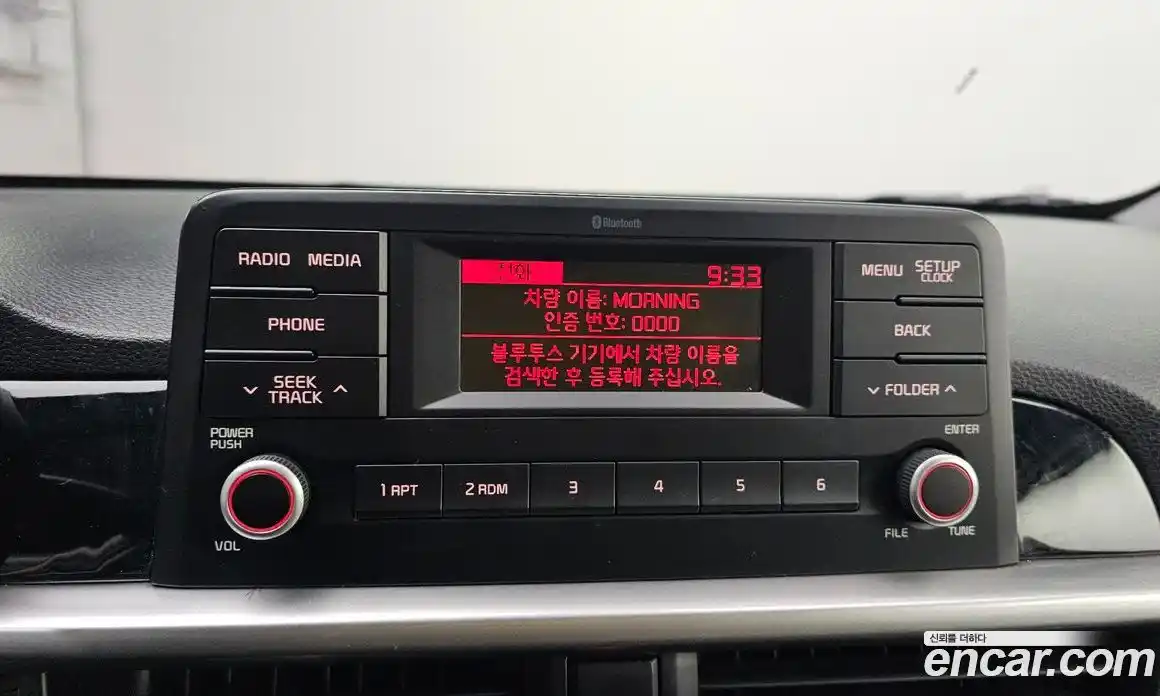 Bluetooth
RADIO MEDIA
PHONE
SEEK
TRACK
POWER
PUSH
VOL
전화 9:33
차량 이름: MORNING
인증 번호: 0000
블루투스 기기에서 차량 이름을
검색한 후 등록해 주십시오.
MENU SETUP
CLOCK
BACK
FOLDER
ENTER
FILE TUNE
1 RPT 2 RDM 3 4 5 6
신뢰를 더하다
encar.com